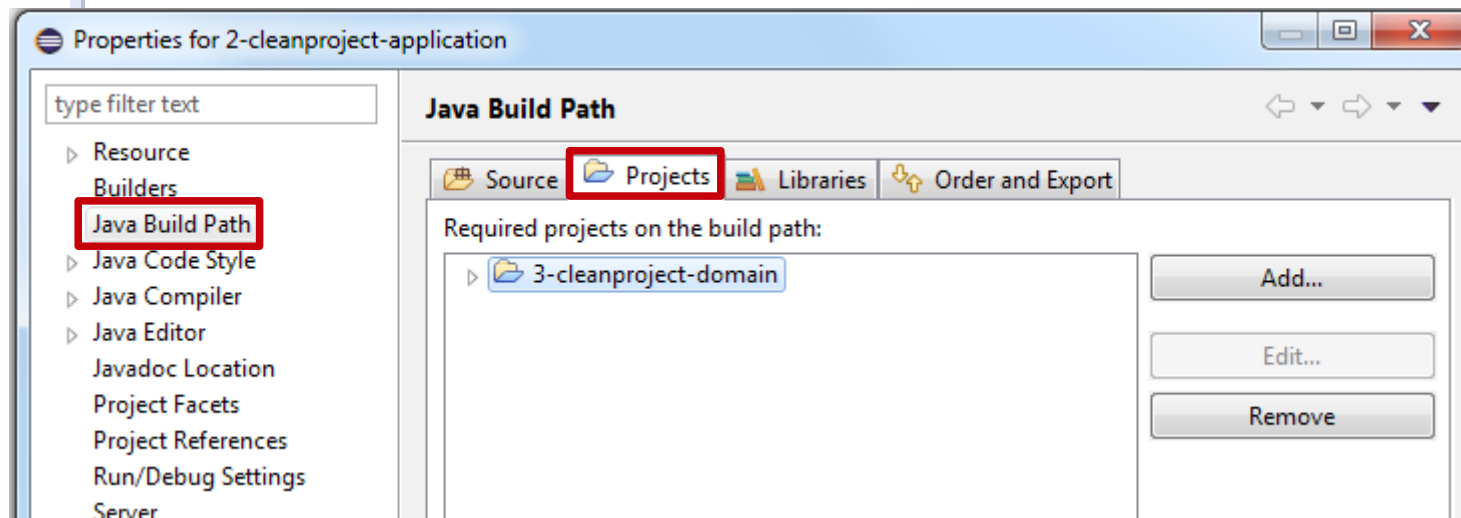 Properties for 2-cleanproject-application
type filter text
Resource
Builders
Java Build Path
Java Code Style
Java Compiler
Java Editor
Javadoc Location
Project Facets
Project References
Run/Debug Settings
Server
Java Build Path
Source Projects Libraries Order and Export
Required projects on the build path:
3-cleanproject-domain
Add...
Edit...
Remove